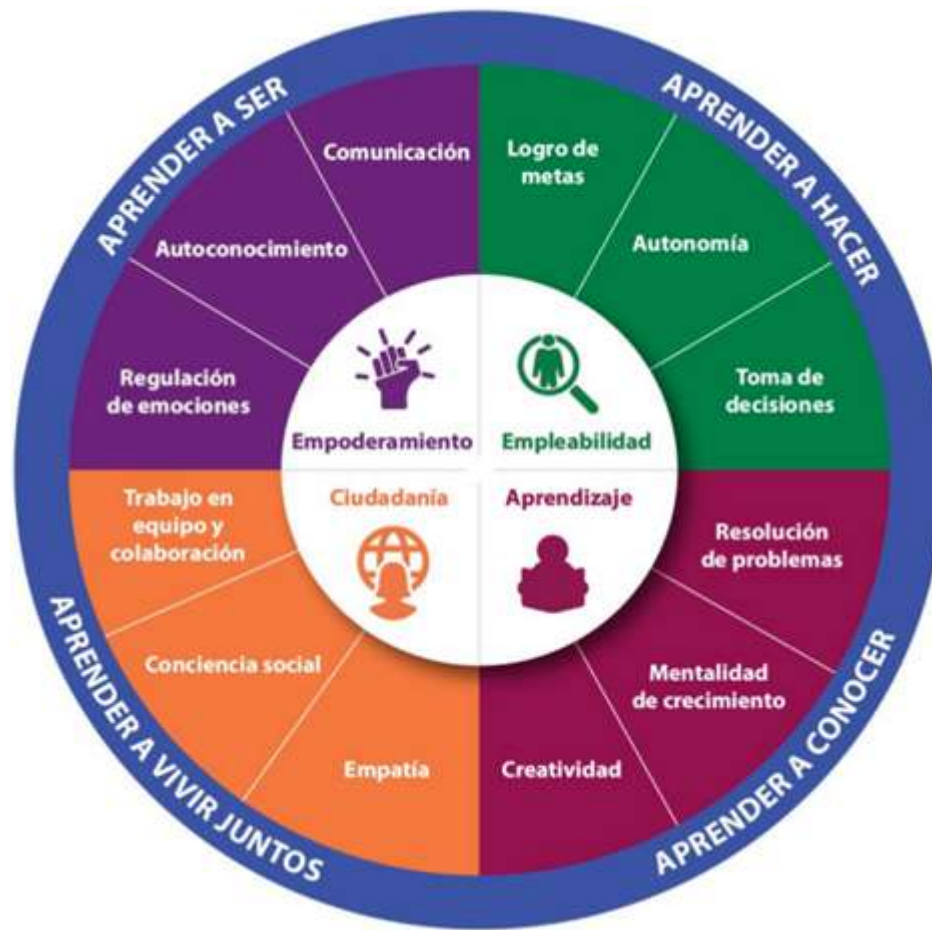 APRENDER A SER
Comunicación
Autoconocimiento
Regulación
de emociones
Empoderamiento
APRENDER A HACER
Logro de
metas
Autonomía
Toma de
decisiones
Empleabilidad
Ciudadanía
Trabajo en
equipo y
colaboración
Conciencia social
Empatía
APRENDER A VIVIR JUNTOS
Aprendizaje
Resolución
de problemas
Mentalidad
de crecimiento
Creatividad
APRENDER A CONOCER